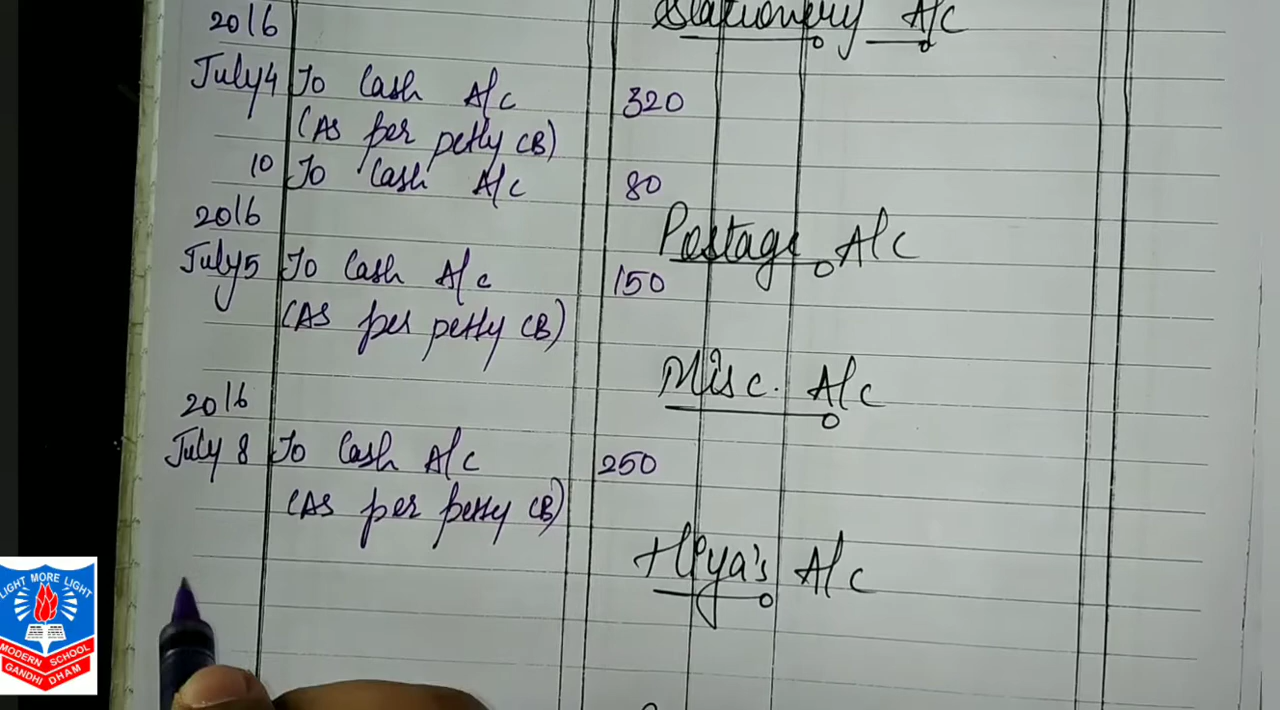 Stationery A/c
2016
July 4 To Cash A/c 320
(As per petty CB)
10 To Cash A/c 80
Postage A/c
2016
July 5 To Cash A/c 150
(As per petty CB)
Misc. A/c
2016
July 8 To Cash A/c 250
(As per petty CB)
A/c
LIGHT MORE LIGHT
MODERN SCHOOL
GANDHI DHAM